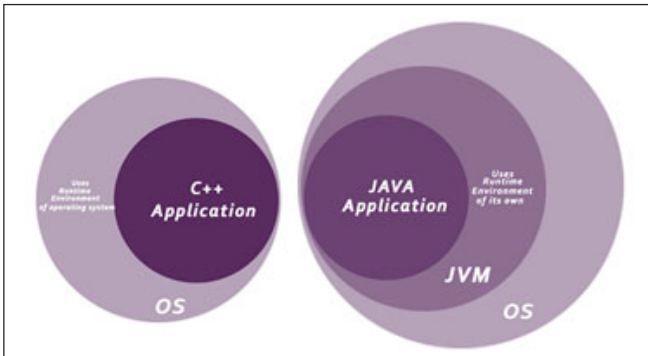 Uses
Runtime
Environment
of operating system
C++
Application
OS
JAVA
Application
Uses
Runtime
Environment
of its own
JVM
OS